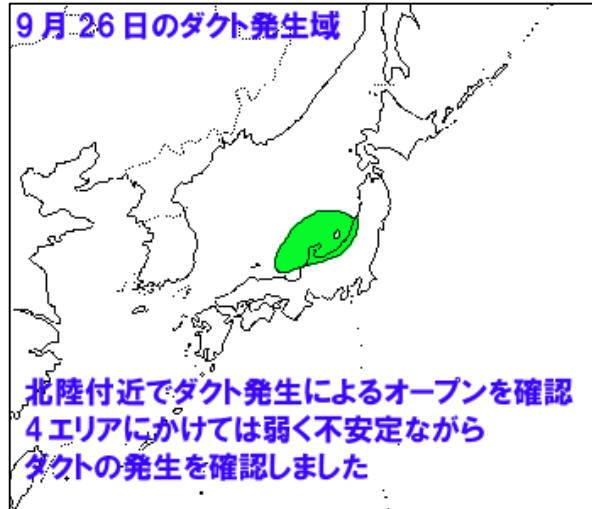 9月26日のダクト発生域
北陸付近でダクト発生によるオープンを確認
4エリアにかけては弱く不安定ながら
ダクトの発生を確認しました